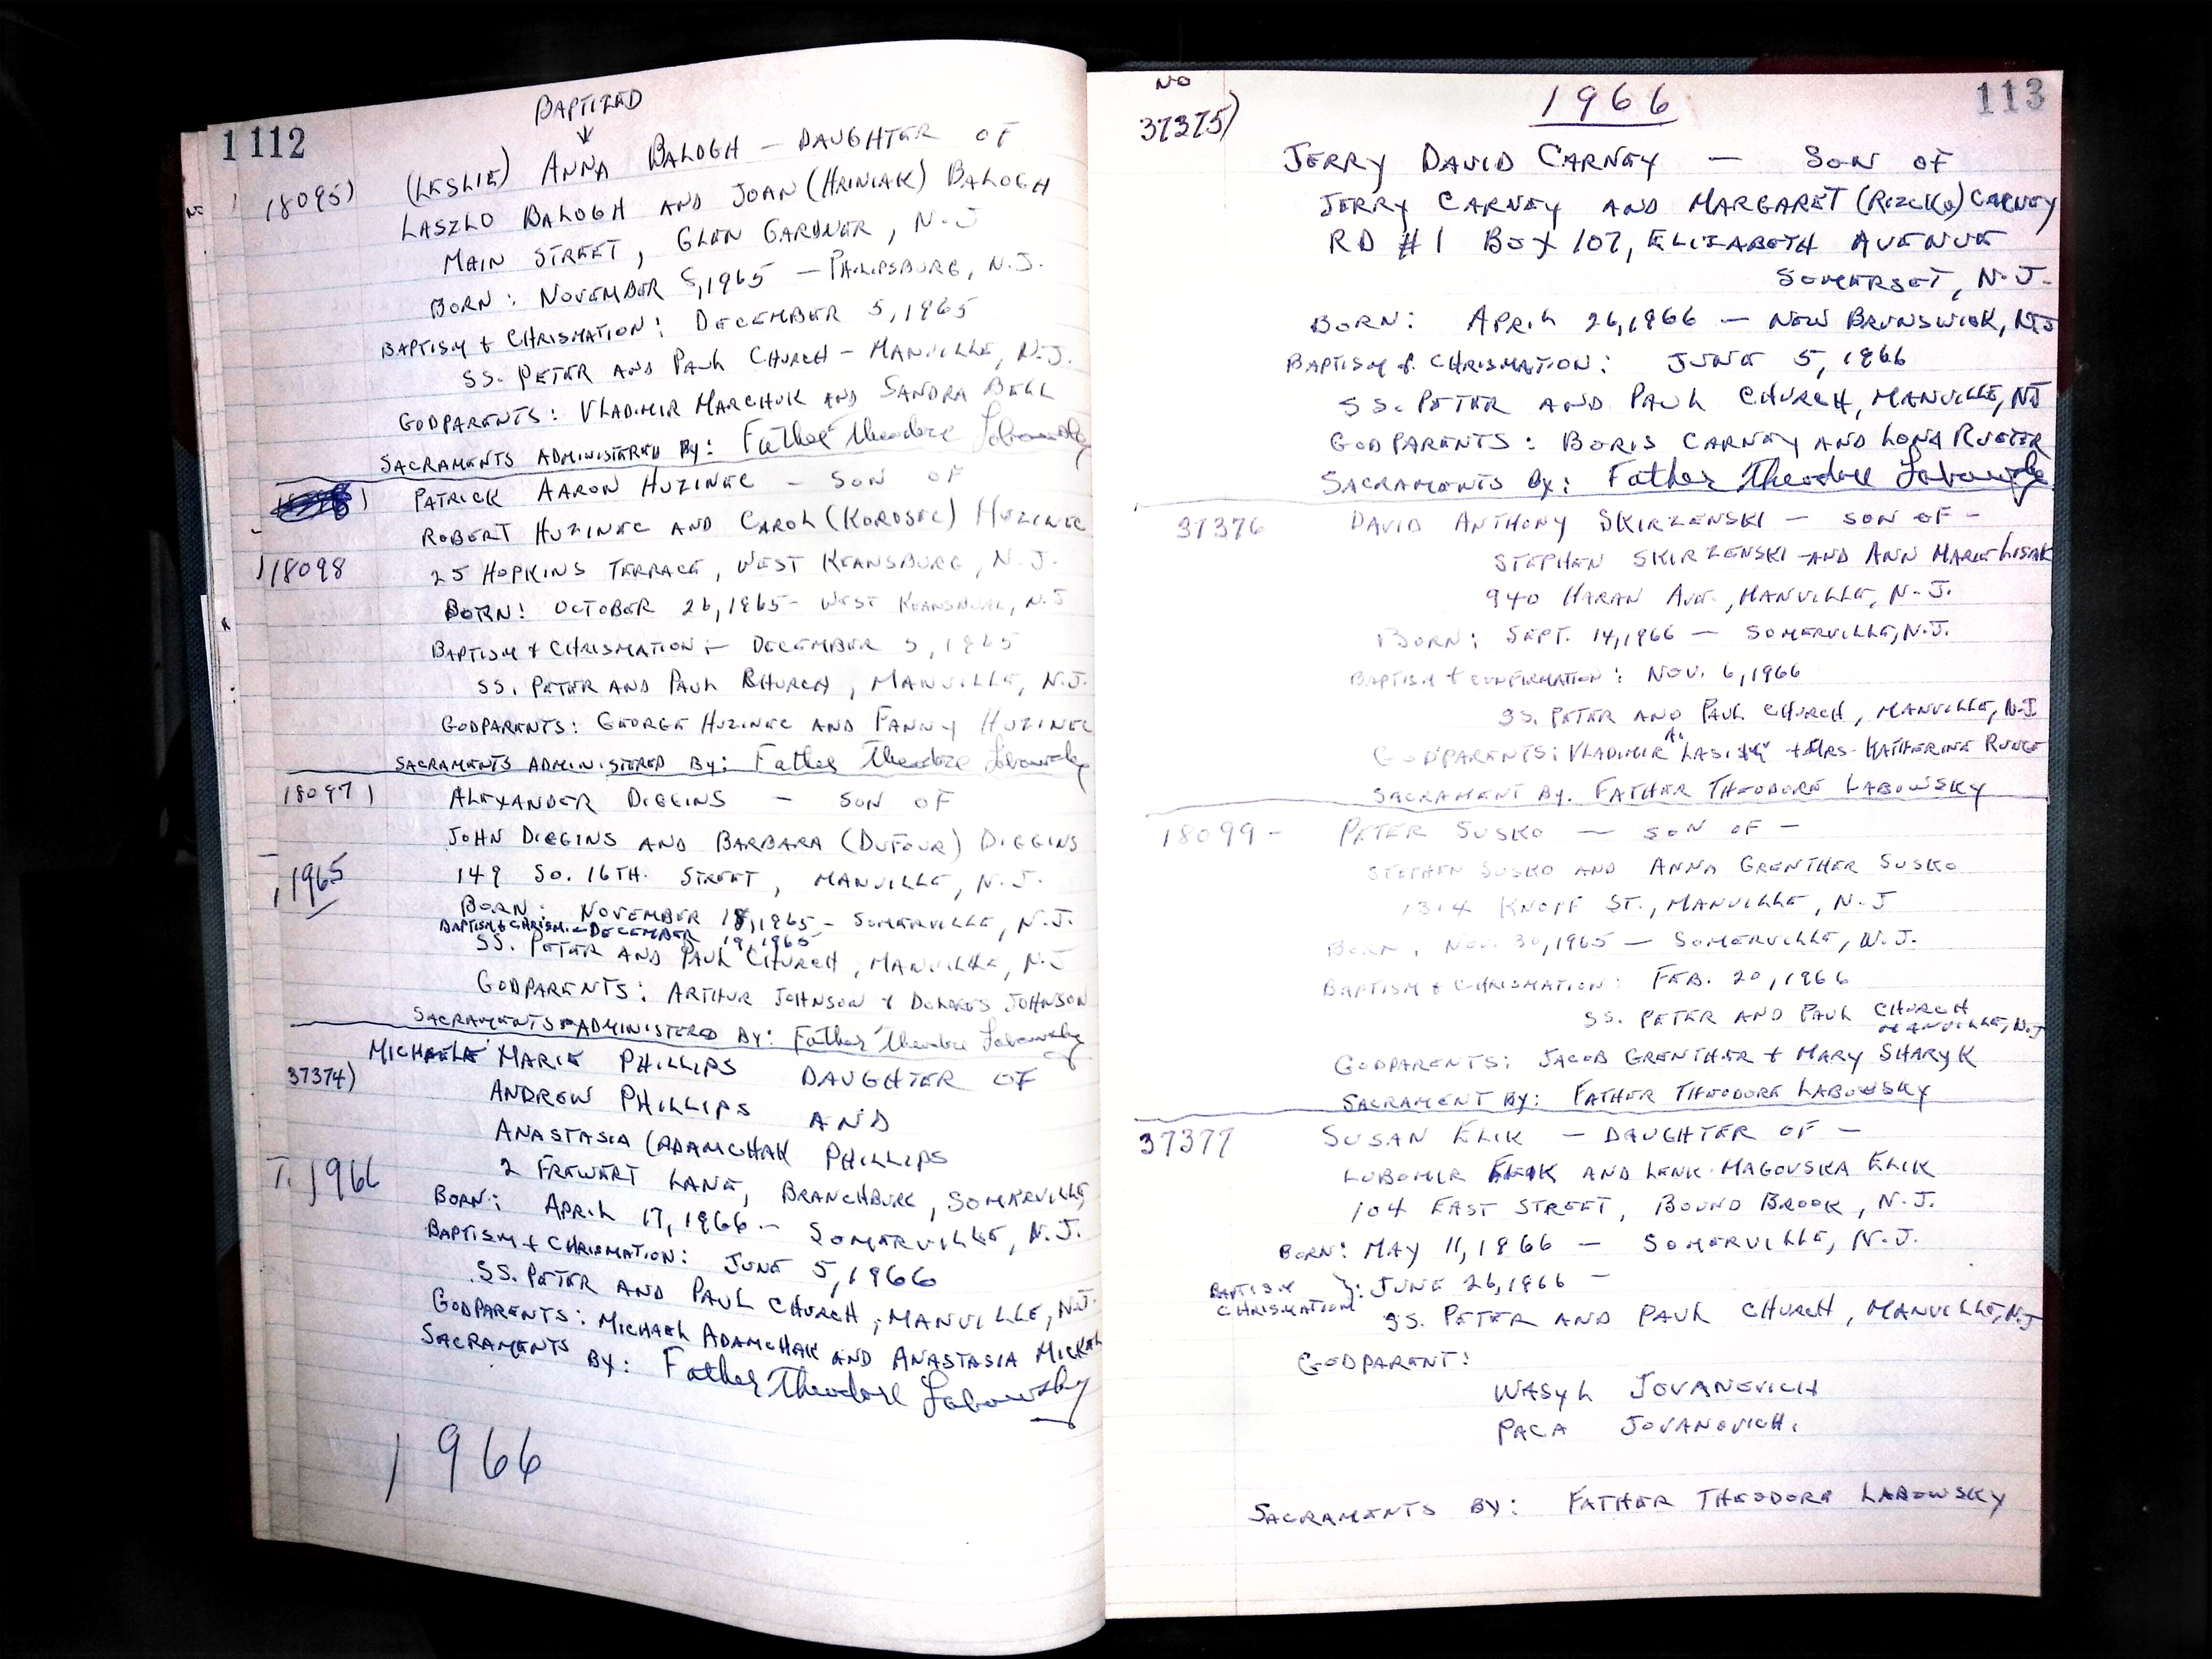 BAPTIZED
112
18095) (LESLIE) ANNA BALOGH — DAUGHTER OF
LASZLO BALOGH AND JOAN (HRINIAK) BALOGH
MAIN STREET, GLEN GARDNER, N.J
BORN: NOVEMBER 5, 1965 — PHILIPSBURG, N.J.
BAPTISM & CHRISMATION: DECEMBER 5, 1965
SS. PETER AND PAUL CHURCH — MANVILLE, N.J.
GODPARENTS: VLADIMIR MARCHUK AND SANDRA BELL
SACRAMENTS ADMINISTERED BY: Father Theodore Labowsky
PATRICK AARON HUZINEC — SON OF
ROBERT HUZINEC AND CAROL (KOROSEC) HUZINEC
18098 25 HOPKINS TERRACE, WEST KEANSBURG, N.J.
BORN: OCTOBER 26, 1965 - WEST KEANSBURG, N.J
BAPTISM & CHRISMATION:— DECEMBER 5, 1965
SS. PETER AND PAUL CHURCH, MANVILLE, N.J.
GODPARENTS: GEORGE HUZINEC AND FANNY HUZINEC
SACRAMENTS ADMINISTERED BY: Father Theodore Labowsky
18097) ALEXANDER DIGGINS — SON OF
JOHN DIGGINS AND BARBARA (DUFOUR) DIGGINS
1965 149 SO. 16TH. STREET, MANVILLE, N.J.
BORN: NOVEMBER 18, 1965 - SOMERVILLE, N.J.
BAPTISM & CHRISM. - DECEMBER 19, 1965
SS. PETER AND PAUL CHURCH, MANVILLE, N.J
GODPARENTS: ARTHUR JOHNSON & DOLORES JOHNSON
SACRAMENTS ADMINISTERED BY: Father Theodore Labowsky
MICHAELE MARIE PHILLIPS DAUGHTER OF
37374) ANDREW PHILLIPS AND
ANASTASIA (ADAMCHAK PHILLIPS
1966 2 LANE, BRANCHBURG, SOMERVILLE,
BORN: APRIL 17, 1966 - SOMERVILLE, N.J.
BAPTISM & CHRISMATION: JUNE 5, 1966
SS. PETER AND PAUL CHURCH, MANVILLE, N.J.
GODPARENTS: MICHAEL ADAMCHAK AND ANASTASIA MICKEL
SACRAMENTS BY: Father Theodore Labowsky
1966
NO 1966 113
37375)
JERRY DAVID CARNEY — SON OF
JERRY CARNEY AND MARGARET CARNEY
RD #1 BOX 107, ELIZABETH AVENUE
SOMERSET, N.J.
BORN: APRIL 26, 1966 — NEW BRUNSWICK, N.J
BAPTISM & CHRISMATION: JUNE 5, 1966
SS. PETER AND PAUL CHURCH, MANVILLE, NJ
GODPARENTS: BORIS CARNEY AND LONA RUETER
SACRAMENTS BY: Father Theodore Labowsky
37376 DAVID ANTHONY SKIRZENSKI — SON OF —
STEPHEN SKIRZENSKI AND ANN MARIE LISAK
940 HARAN AVE., MANVILLE, N.J.
BORN: SEPT. 14, 1966 — SOMERVILLE, N.J.
BAPTISM & CONFIRMATION: NOV. 6, 1966
SS. PETER AND PAUL CHURCH, MANVILLE, N.J
GODPARENTS: VLADIMIR & MRS. KATHERINE RUNGE
SACRAMENT BY. FATHER THEODORE LABOWSKY
18099 - PETER SUSKO — SON OF —
STEPHEN SUSKO AND ANNA GRENTHER SUSKO
1314 KNOPF ST., MANVILLE, N.J
BORN, NOV. 30, 1965 — SOMERVILLE, N.J.
BAPTISM & CHRISMATION: FEB. 20, 1966
SS. PETER AND PAUL CHURCH
MANVILLE, N.J
GODPARENTS: JACOB GRENTHER & MARY SHARYK
SACRAMENT BY: FATHER THEODORE LABOWSKY
37377 SUSAN ELIK — DAUGHTER OF —
LUBOMIR ELIK AND LENK MAGOVSKA ELIK
104 EAST STREET, BOUND BROOK, N.J.
BORN: MAY 11, 1966 — SOMERVILLE, N.J.
BAPTISM CHRISMATION }: JUNE 26, 1966 —
SS. PETER AND PAUL CHURCH, MANVILLE, N.J
GODPARENT:
WASYL JOVANOVICH
PACA JOVANOVICH.
SACRAMENTS BY: FATHER THEODORE LABOWSKY